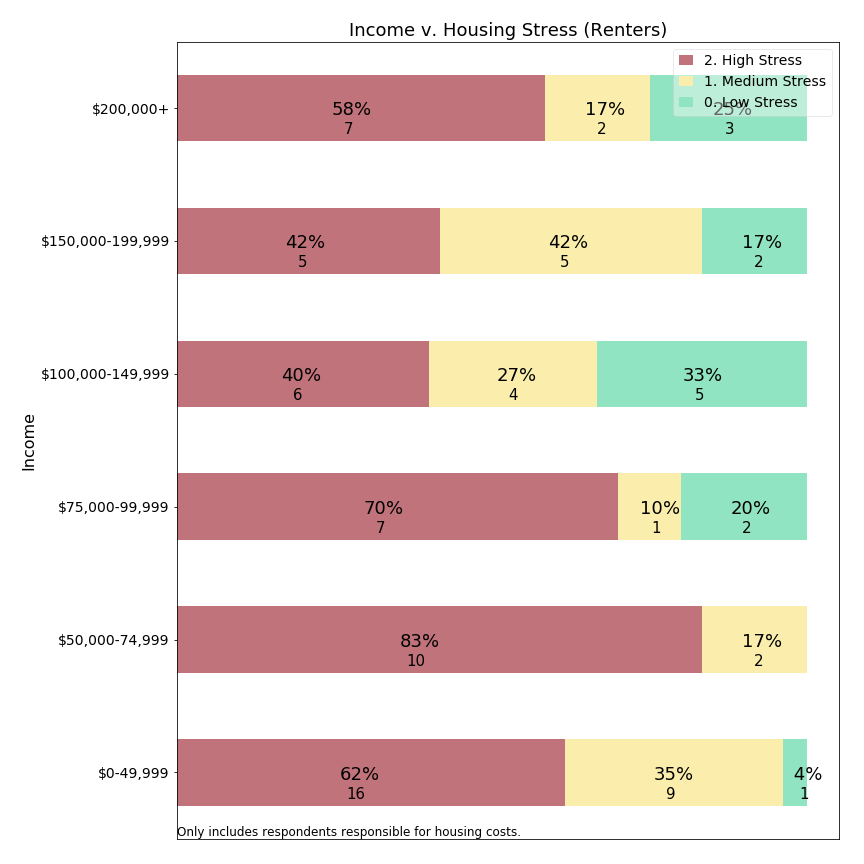 Income v. Housing Stress (Renters)
2. High Stress
1. Medium Stress
0. Low Stress
$200,000+
58% 17% 25%
7 2 3
$150,000-199,999
42% 42% 17%
5 5 2
$100,000-149,999
40% 27% 33%
6 4 5
Income
$75,000-99,999
70% 10% 20%
7 1 2
$50,000-74,999
83% 17%
10 2
$0-49,999
62% 35% 4%
16 9 1
Only includes respondents responsible for housing costs.